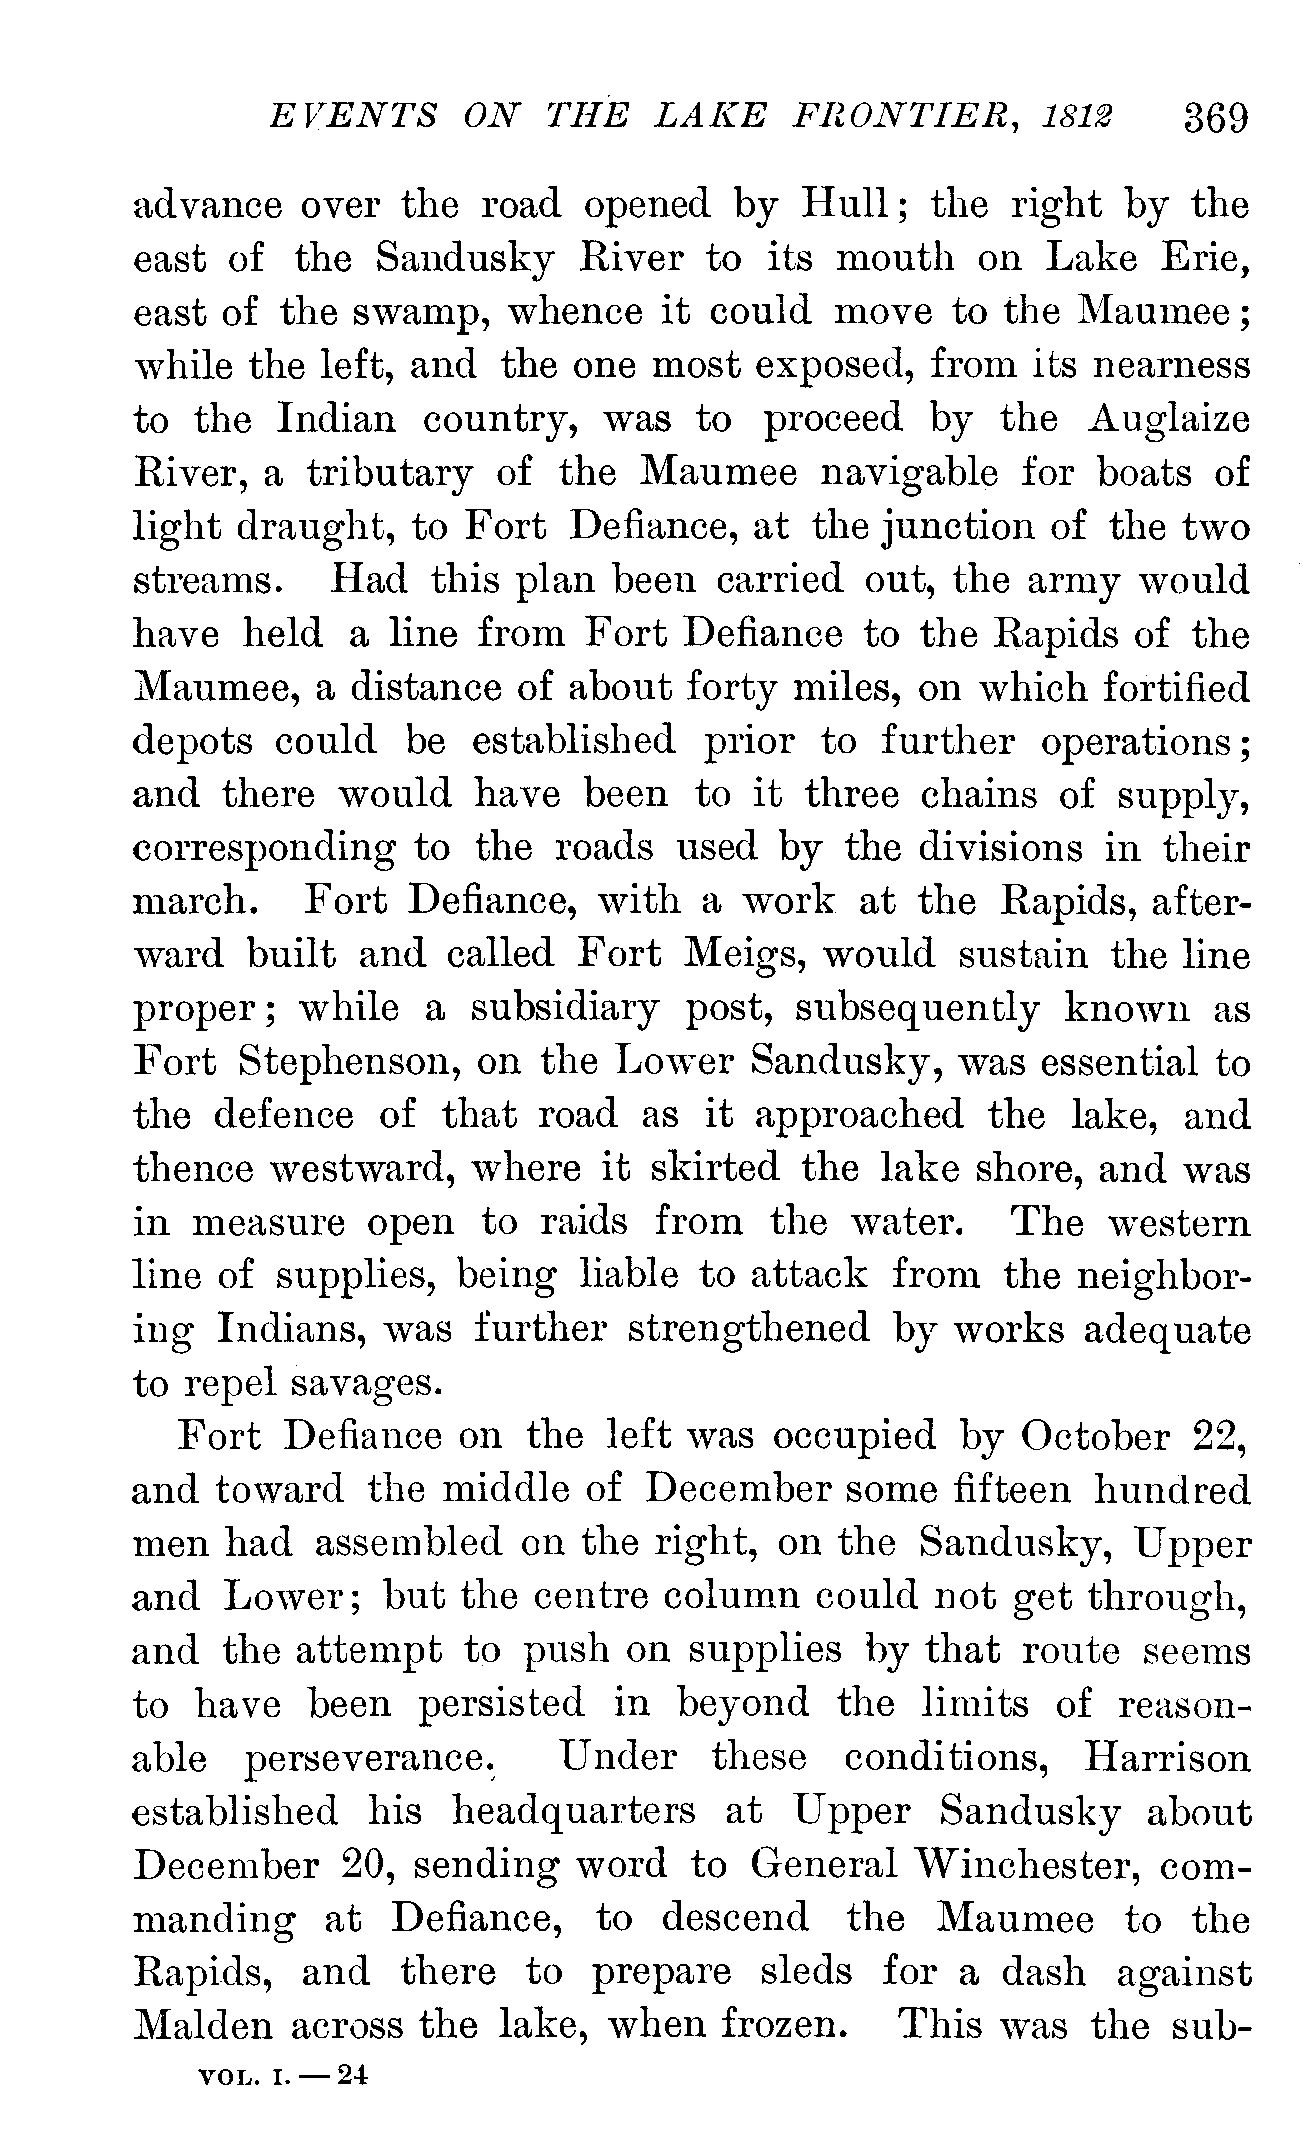 EVENTS ON THE LAKE FRONTIER, 1812 369
advance over the road opened by Hull; the right by the
east of the Sandusky River to its mouth on Lake Erie,
east of the swamp, whence it could move to the Maumee;
while the left, and the one most exposed, from its nearness
to the Indian country, was to proceed by the Auglaize
River, a tributary of the Maumee navigable for boats of
light draught, to Fort Defiance, at the junction of the two
streams. Had this plan been carried out, the army would
have held a line from Fort Defiance to the Rapids of the
Maumee, a distance of about forty miles, on which fortified
depots could be established prior to further operations;
and there would have been to it three chains of supply,
corresponding to the roads used by the divisions in their
march. Fort Defiance, with a work at the Rapids, after-
ward built and called Fort Meigs, would sustain the line
proper; while a subsidiary post, subsequently known as
Fort Stephenson, on the Lower Sandusky, was essential to
the defence of that road as it approached the lake, and
thence westward, where it skirted the lake shore, and was
in measure open to raids from the water. The western
line of supplies, being liable to attack from the neighbor-
ing Indians, was further strengthened by works adequate
to repel savages.
Fort Defiance on the left was occupied by October 22,
and toward the middle of December some fifteen hundred
men had assembled on the right, on the Sandusky, Upper
and Lower; but the centre column could not get through,
and the attempt to push on supplies by that route seems
to have been persisted in beyond the limits of reason-
able perseverance. Under these conditions, Harrison
established his headquarters at Upper Sandusky about
December 20, sending word to General Winchester, com-
manding at Defiance, to descend the Maumee to the
Rapids, and there to prepare sleds for a dash against
Malden across the lake, when frozen. This was the sub-
VOL. I.—24